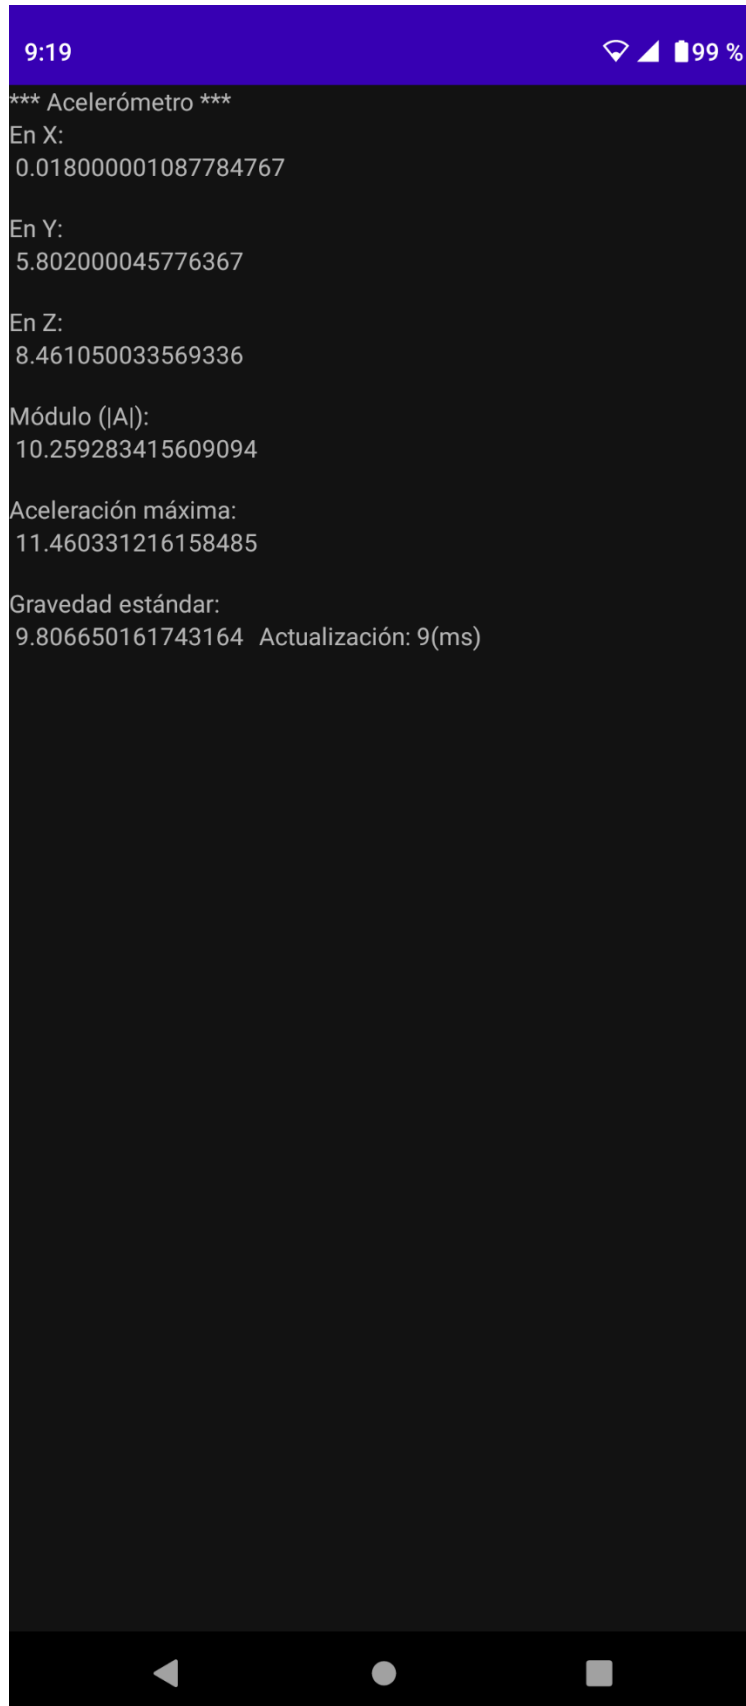 9:19 99 %
*** Acelerómetro ***
En X:
0.018000001087784767
En Y:
5.802000045776367
En Z:
8.461050033569336
Módulo (|A|):
10.259283415609094
Aceleración máxima:
11.460331216158485
Gravedad estándar:
9.806650161743164 Actualización: 9(ms)